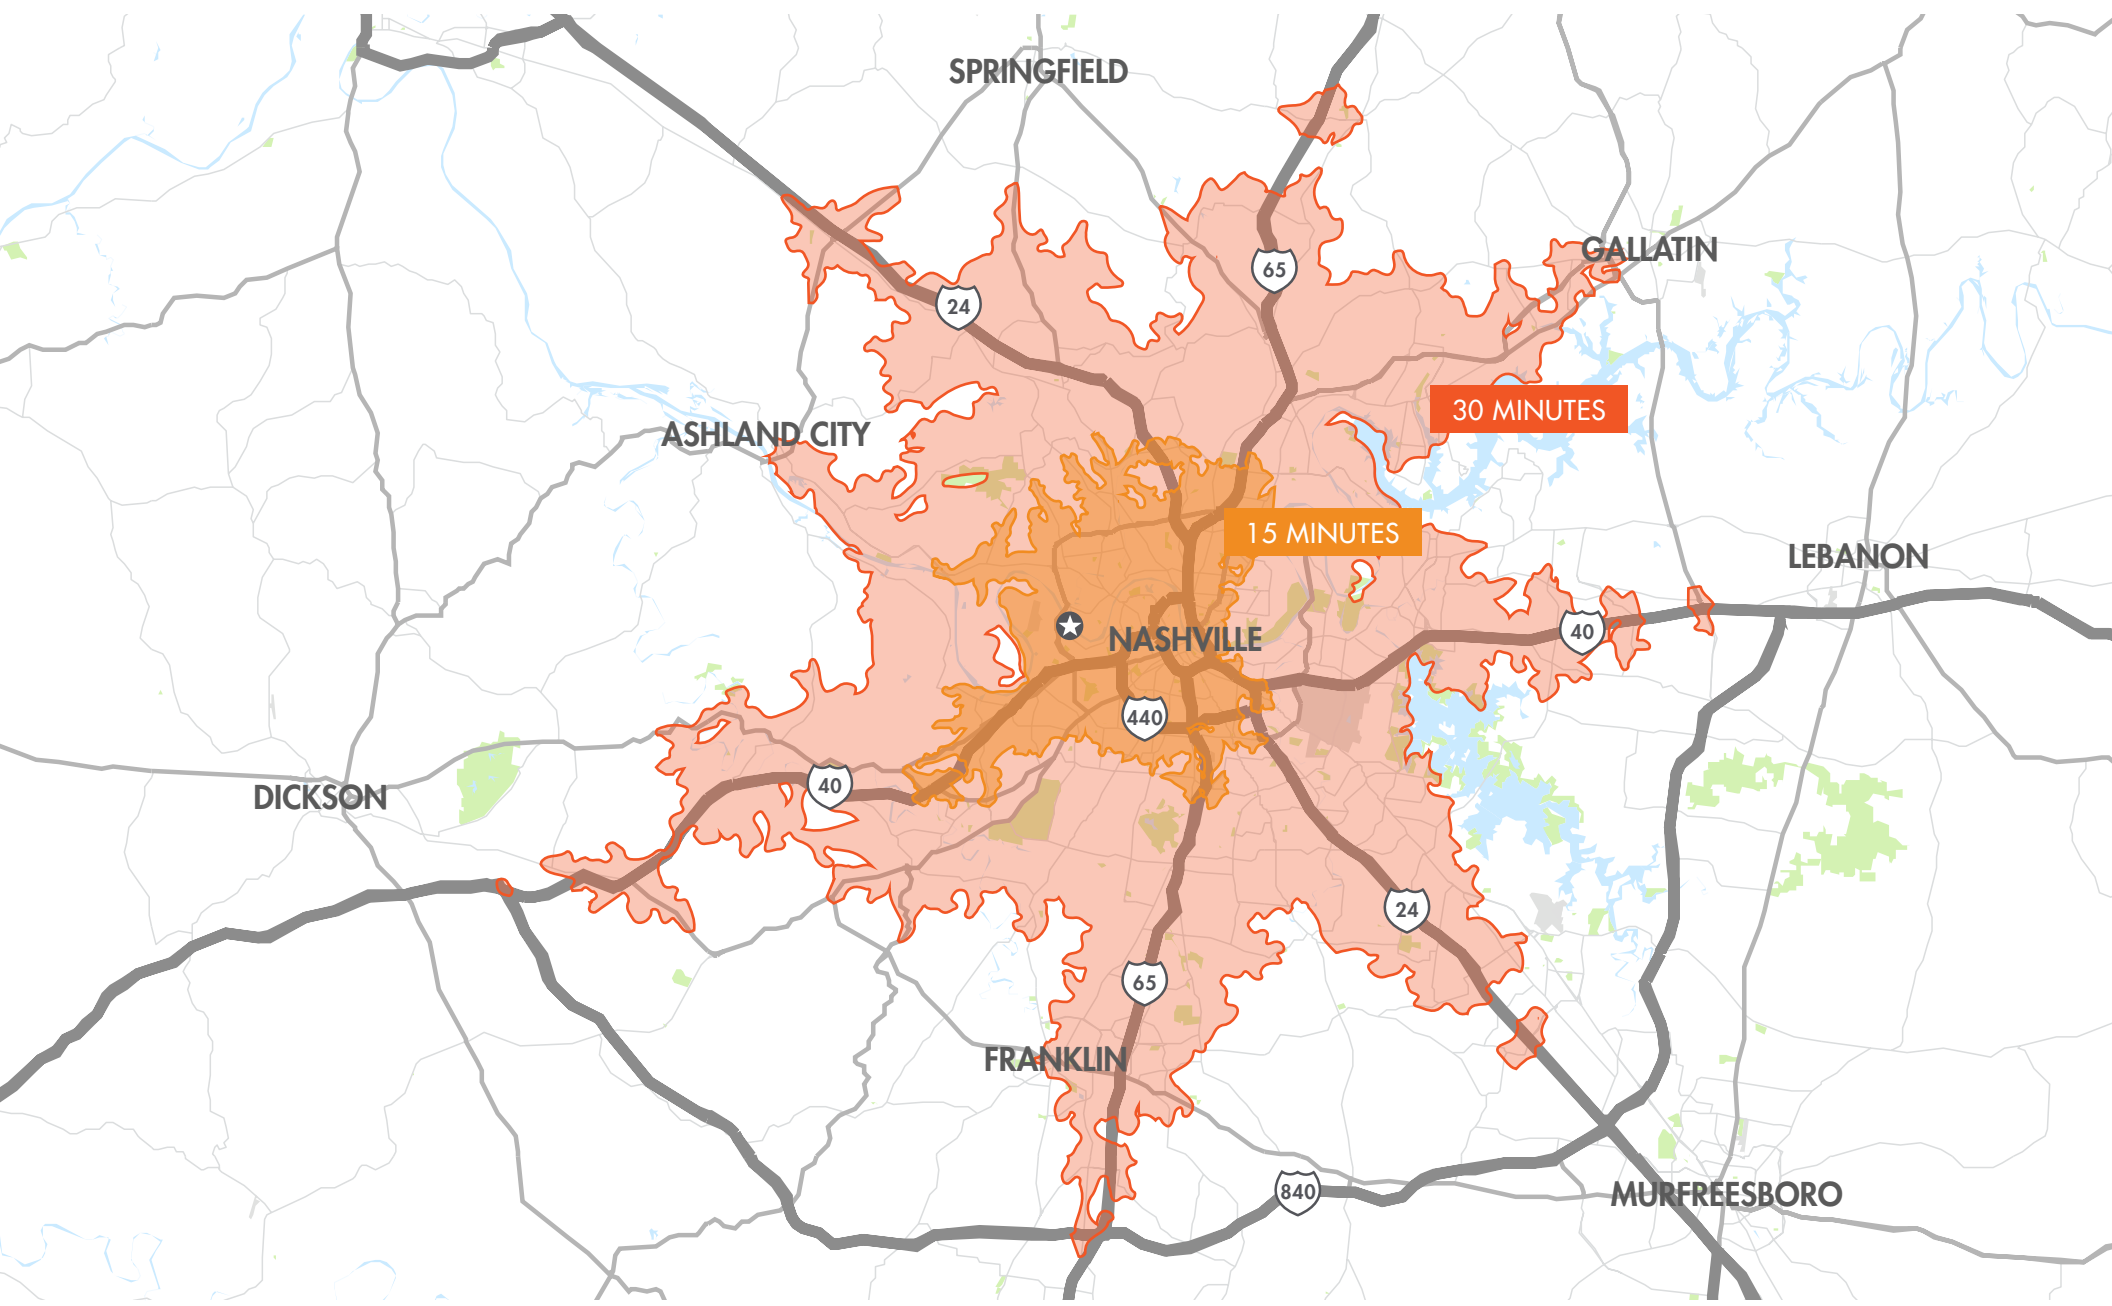 SPRINGFIELD
GALLATIN
65
24
30 MINUTES
ASHLAND CITY
15 MINUTES
LEBANON
40
NASHVILLE
440
40
DICKSON
24
65
FRANKLIN
840
MURFREESBORO